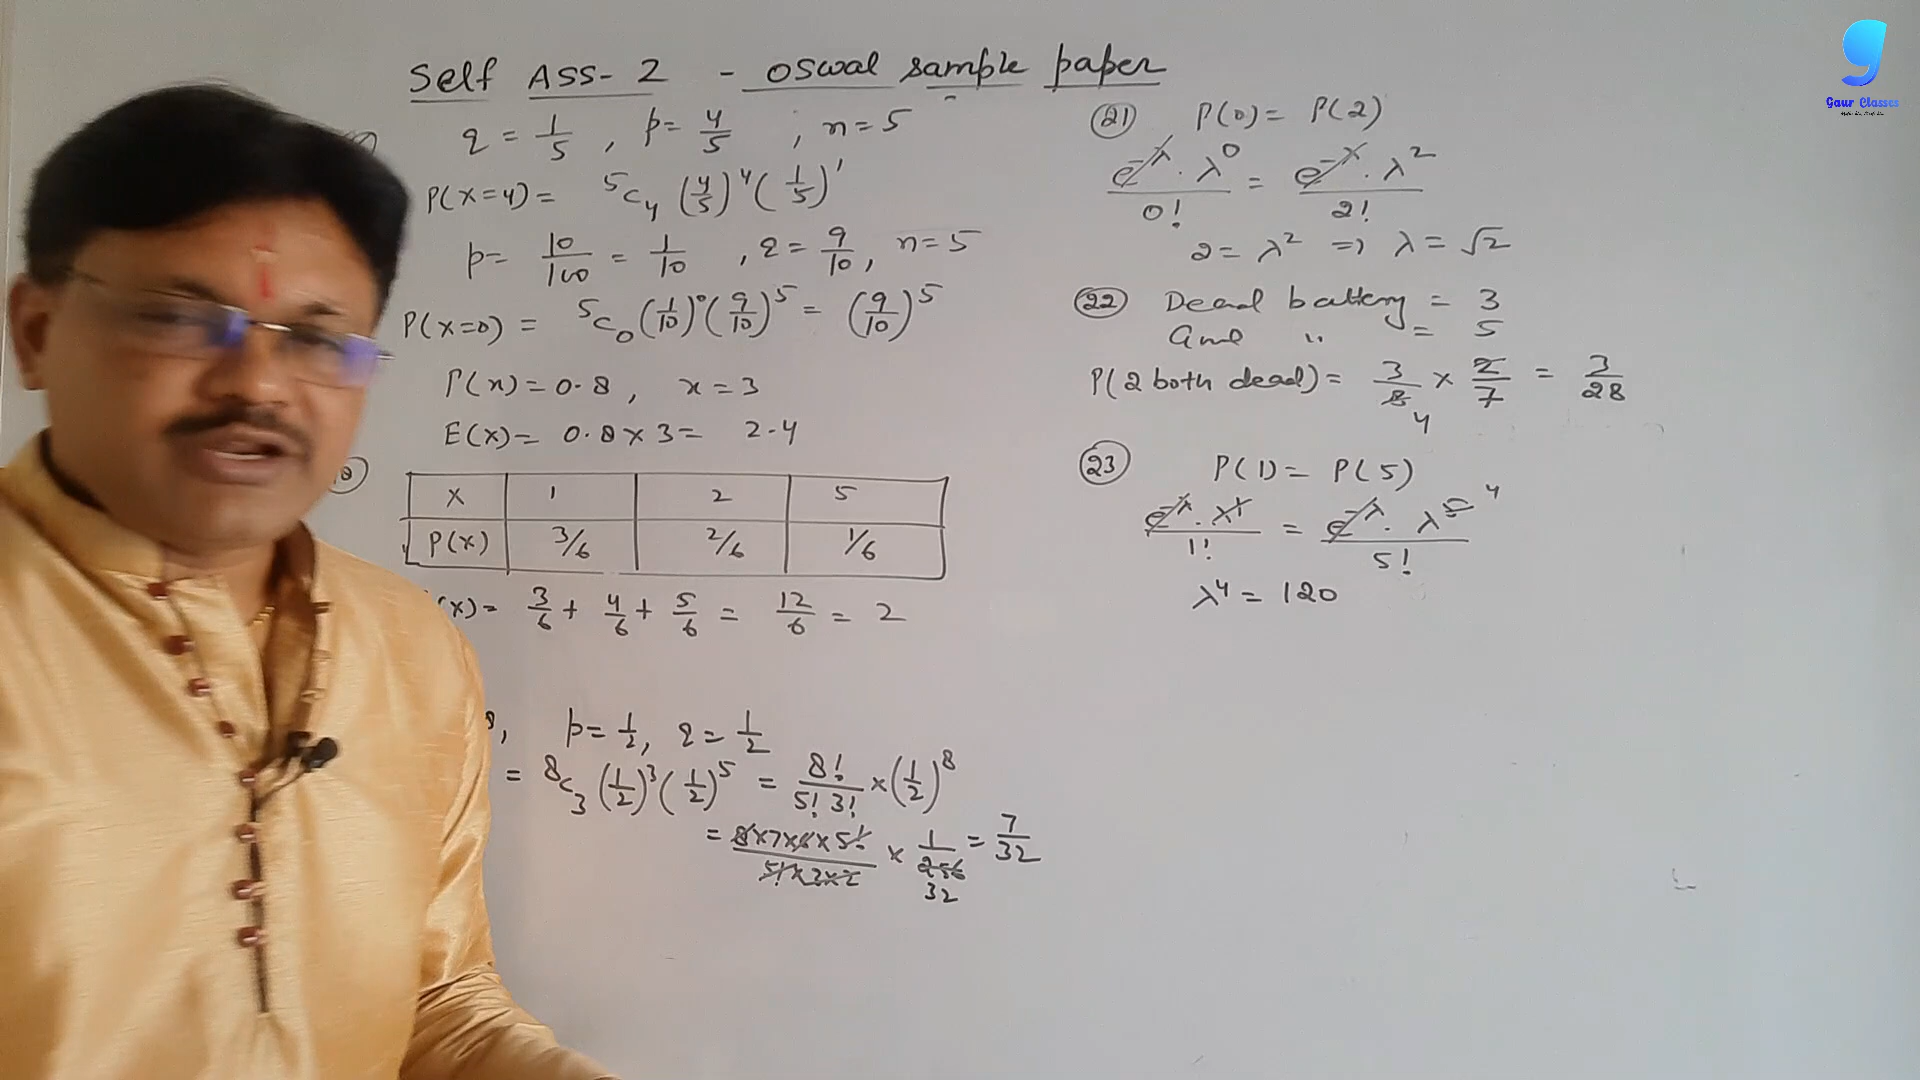 Self ASS-2 - Oswal sample paper
q = 1/5 , p = 4/5 ; n = 5
P(X=4) = ⁵C₄ (4/5)⁴ (1/5)¹
p = 10/100 = 1/10 , q = 9/10 , n = 5
P(X=0) = ⁵C₀ (1/10)⁰ (9/10)⁵ = (9/10)⁵
P(x) = 0.8 , x = 3
E(X) = 0.8 × 3 = 2.4
X 1 2 5
P(X) 3/6 2/6 1/6
(X) = 3/6 + 4/6 + 5/6 = 12/6 = 2
, p = 1/2 , q = 1/2
= ⁸C₃ (1/2)³ (1/2)⁵ = 8!/5! 3! × (1/2)⁸
= 8×7×6×5!/5!×3×2 × 1/256 = 7/32
32
(21) P(0) = P(2)
e^-λ . λ⁰/0! = e^-λ . λ²/2!
2 = λ² ⇒ λ = √2
(22) Dead battery = 3
" = 5
P(2 both dead) = 3/8 × 2/7 = 3/28
4
(23) P(1) = P(5)
e^-λ . λ¹/1! = e^-λ . λ⁵/5! 4
λ⁴ = 120
g
Gaur Classes